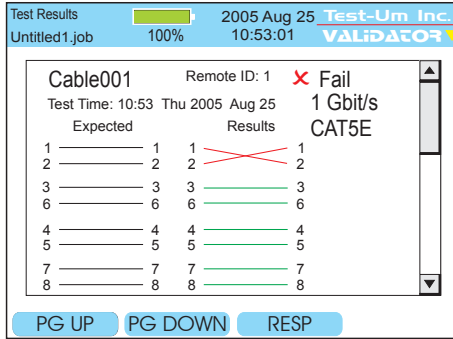 Test Results 2005 Aug 25 Test-Um Inc.
Untitled1.job 100% 10:53:01 VALIDATOR
Cable001 Remote ID: 1 X Fail
Test Time: 10:53 Thu 2005 Aug 25 1 Gbit/s
Expected Results CAT5E
1 1 1 1
2 2 2 2
3 3 3 3
6 6 6 6
4 4 4 4
5 5 5 5
7 7 7 7
8 8 8 8
PG UP PG DOWN RESP